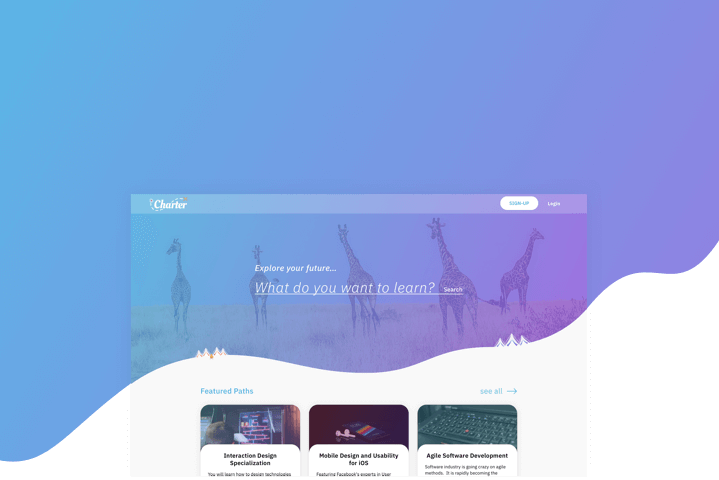 Charter
SIGN-UP
Login
Explore your future...
What do you want to learn?
Search
Featured Paths
see all
Interaction Design
Specialization
You will learn how to design technologies
Mobile Design and Usability
for iOS
Featuring Facebook's experts in User
Agile Software Development
Software industry is going crazy on agile
methods. It is rapidly becoming the